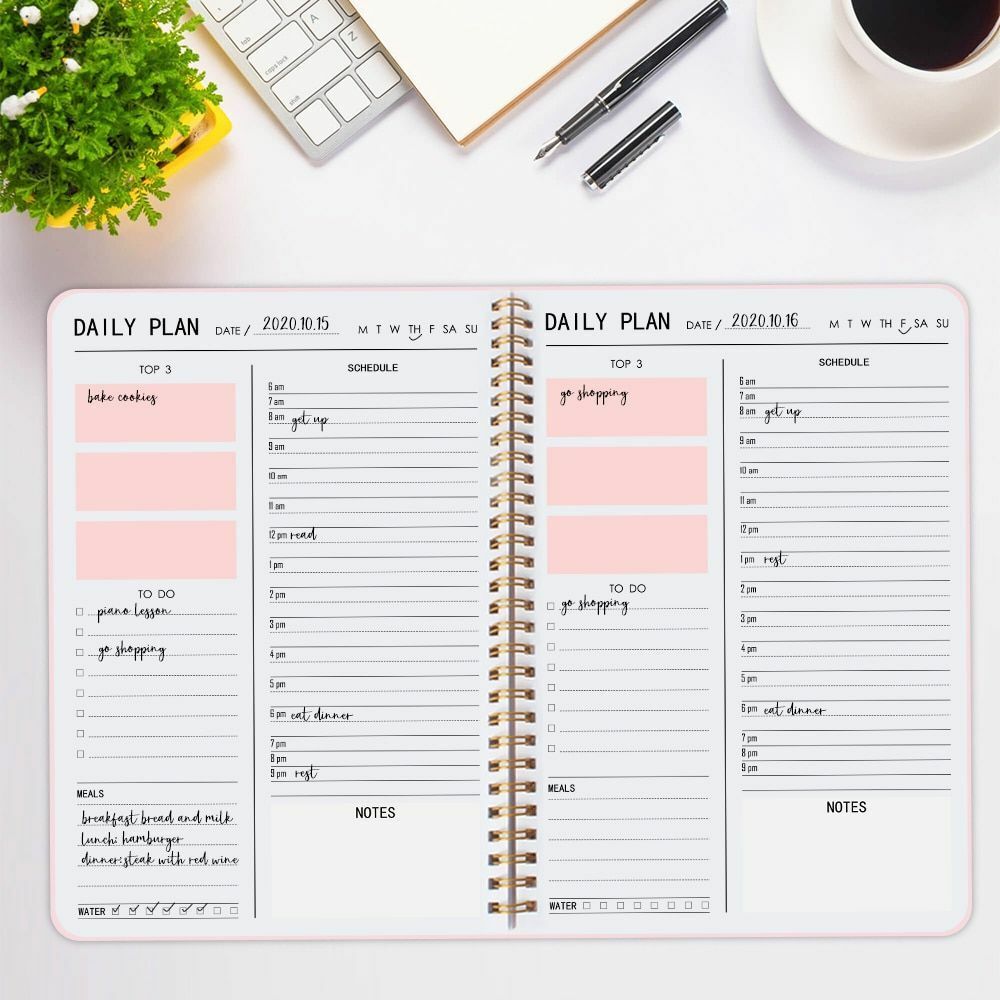 tab
caps lock
A
Z
shift
DAILY PLAN DATE / 2020.10.15 M T W TH F SA SU
TOP 3
bake cookies
TO DO
piano lesson
go shopping
MEALS
breakfast bread and milk
lunch: hamburger
dinner: steak with red wine
WATER
SCHEDULE
6 am
7 am
8 am get up
9 am
10 am
11 am
12 pm read
1 pm
2 pm
3 pm
4 pm
5 pm
6 pm eat dinner
7 pm
8 pm
9 pm rest
NOTES
DAILY PLAN DATE / 2020.10.16 M T W TH F SA SU
TOP 3
go shopping
TO DO
go shopping
MEALS
WATER
SCHEDULE
6 am
7 am
8 am get up
9 am
10 am
11 am
12 pm
1 pm rest
2 pm
3 pm
4 pm
5 pm
6 pm eat dinner
7 pm
8 pm
9 pm
NOTES